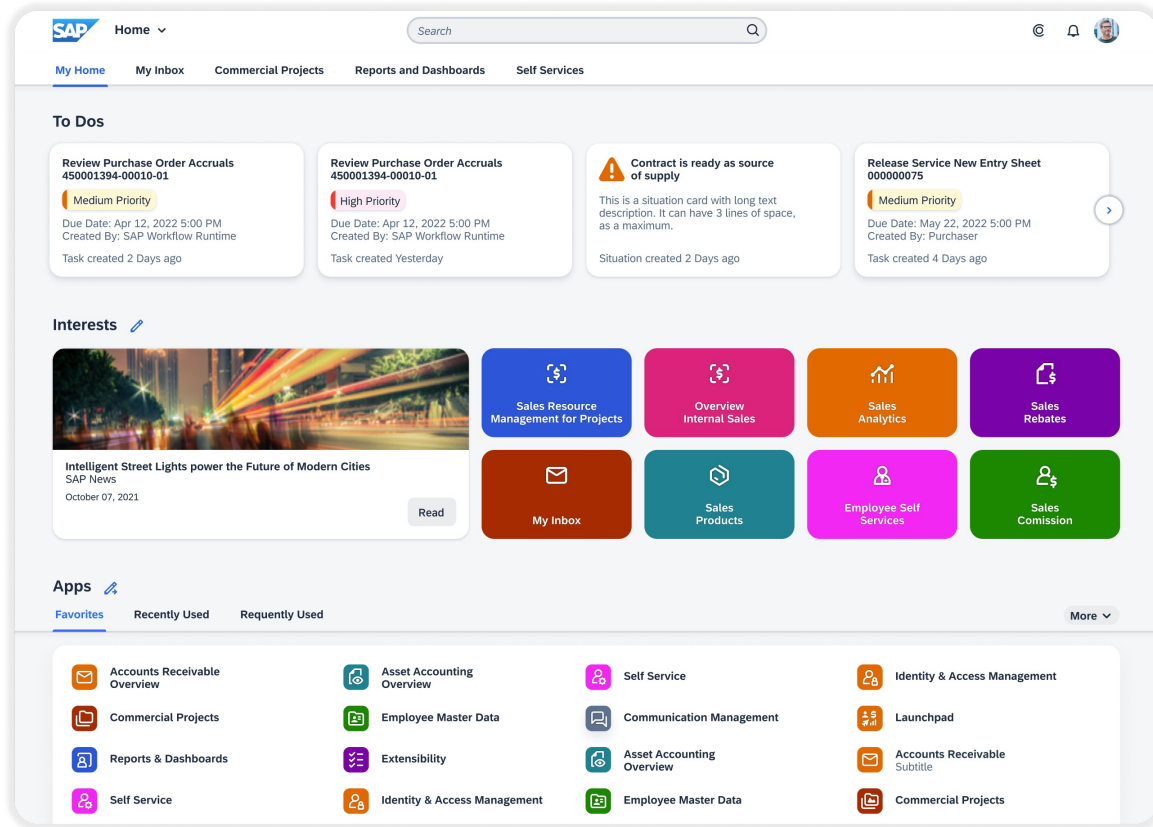 SAP
Home
Search
My Home
My Inbox
Commercial Projects
Reports and Dashboards
Self Services
To Dos
Review Purchase Order Accruals
450001394-00010-01
Medium Priority
Due Date: Apr 12, 2022 5:00 PM
Created By: SAP Workflow Runtime
Task created 2 Days ago
Review Purchase Order Accruals
450001394-00010-01
High Priority
Due Date: Apr 12, 2022 5:00 PM
Created By: SAP Workflow Runtime
Task created Yesterday
Contract is ready as source
of supply
This is a situation card with long text
description. It can have 3 lines of space,
as a maximum.
Situation created 2 Days ago
Release Service New Entry Sheet
000000075
Medium Priority
Due Date: May 22, 2022 5:00 PM
Created By: Purchaser
Task created 4 Days ago
Interests
Intelligent Street Lights power the Future of Modern Cities
SAP News
October 07, 2021
Read
Sales Resource
Management for Projects
Overview
Internal Sales
Sales
Analytics
Sales
Rebates
My Inbox
Sales
Products
Employee Self
Services
Sales
Comission
Apps
Favorites
Recently Used
Requently Used
More
Accounts Receivable
Overview
Asset Accounting
Overview
Self Service
Identity & Access Management
Commercial Projects
Employee Master Data
Communication Management
Launchpad
Reports & Dashboards
Extensibility
Asset Accounting
Overview
Accounts Receivable
Subtitle
Self Service
Identity & Access Management
Employee Master Data
Commercial Projects